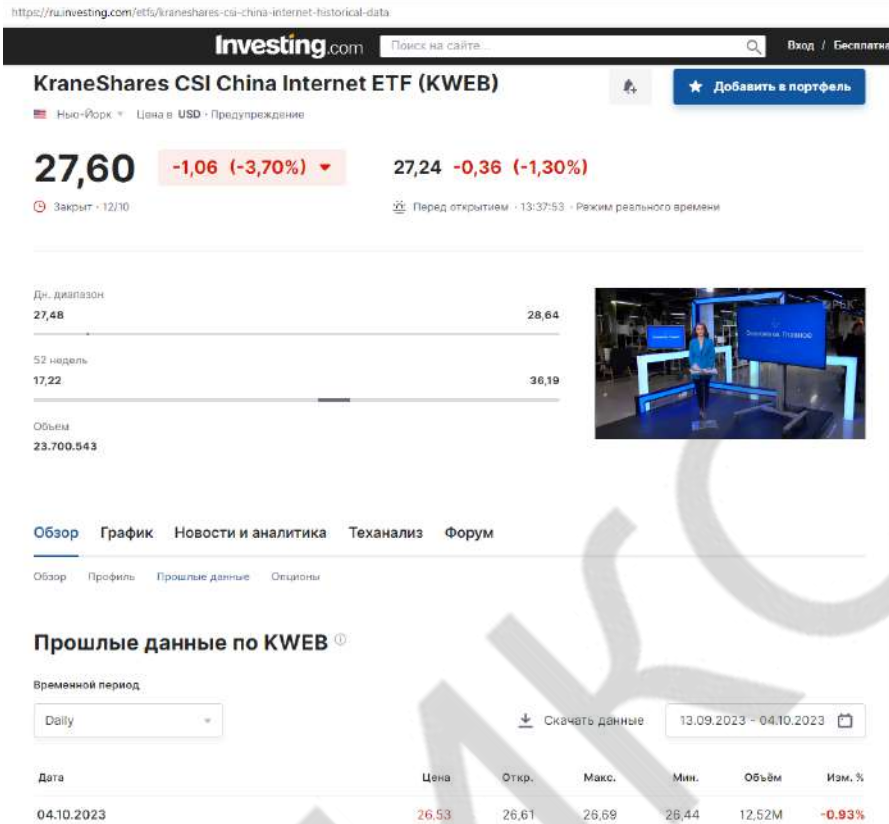 https://ru.investing.com/etfs/kraneshares-csi-china-internet-historical-data
Investing.com Поиск на сайте... Вход / Бесплатна
KraneShares CSI China Internet ETF (KWEB)
Добавить в портфель
Нью-Йорк Цена в USD · Предупреждение
27,60 -1,06 (-3,70%) 27,24 -0,36 (-1,30%)
Закрыт · 12/10 Перед открытием · 13:37:53 · Режим реального времени
Дн. диапазон
27,48 28,64
52 недель
17,22 36,19
Объем
23.700.543
РБК
Обзор График Новости и аналитика Теханализ Форум
Обзор Профиль Прошлые данные Опционы
Прошлые данные по KWEB
Временной период
Daily Скачать данные 13.09.2023 - 04.10.2023
Дата Цена Откр. Макс. Мин. Объём Изм. %
04.10.2023 26,53 26,61 26,69 26,44 12,52M -0.93%